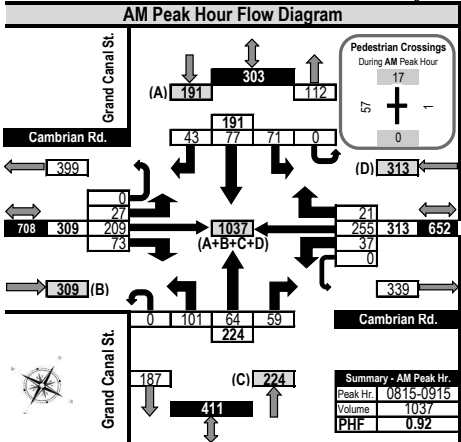 AM Peak Hour Flow Diagram
Grand Canal St.
Pedestrian Crossings
During AM Peak Hour
17
57
1
0
303
(A) 191
112
191
43 77 71 0
Cambrian Rd.
399
(D) 313
0
27
209
73
708 309
1037
(A+B+C+D)
21
255
37
0
313 652
309 (B)
339
0 101 64 59
224
Cambrian Rd.
Grand Canal St.
187
(C) 224
411
Summary - AM Peak Hr.
Peak Hr. 0815-0915
Volume 1037
PHF 0.92